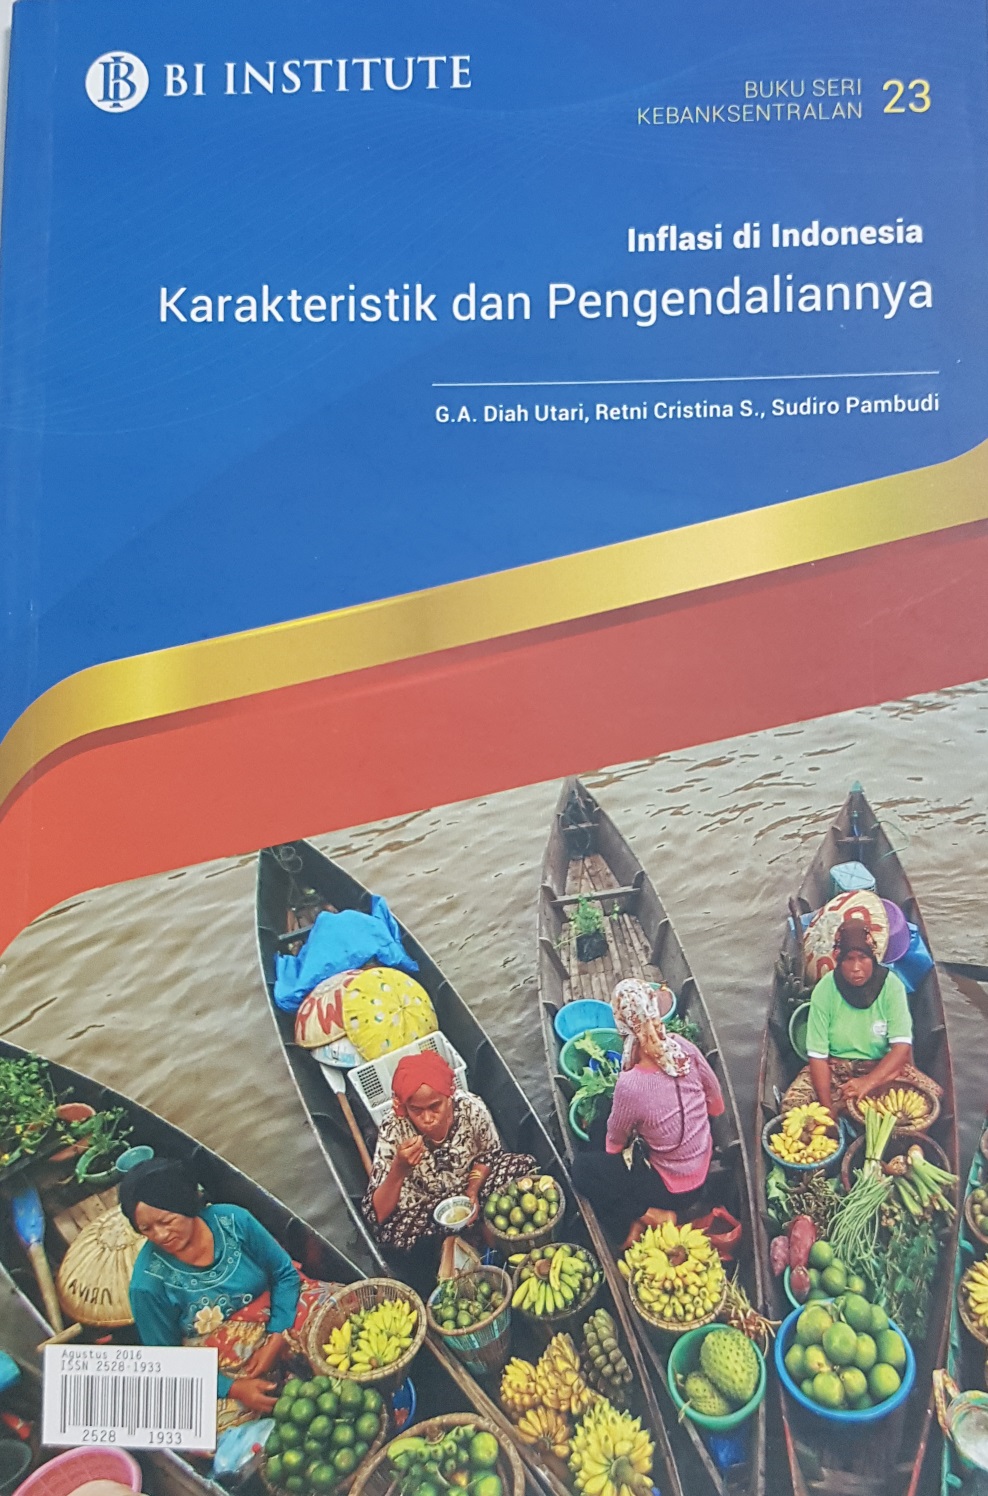 BI INSTITUTE
BUKU SERI
KEBANKSENTRALAN 23
Inflasi di Indonesia
Karakteristik dan Pengendaliannya
G.A. Diah Utari, Retni Cristina S., Sudiro Pambudi
Agustus 2016
ISSN 2528-1933
2528 1933